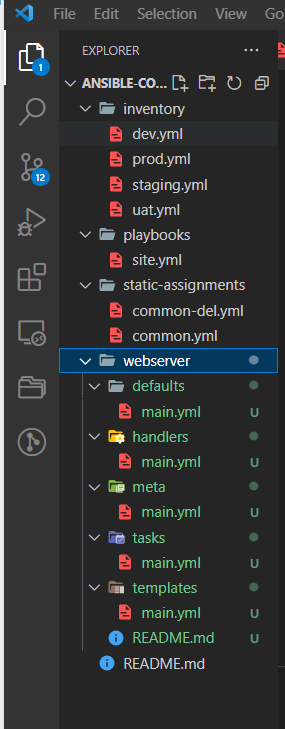 File Edit Selection View Go
EXPLORER ...
ANSIBLE-CO...
inventory
dev.yml
prod.yml
staging.yml
uat.yml
playbooks
site.yml
static-assignments
common-del.yml
common.yml
webserver
defaults
main.yml U
handlers
main.yml U
meta
main.yml U
tasks
main.yml U
templates
main.yml U
README.md U
README.md
1
12